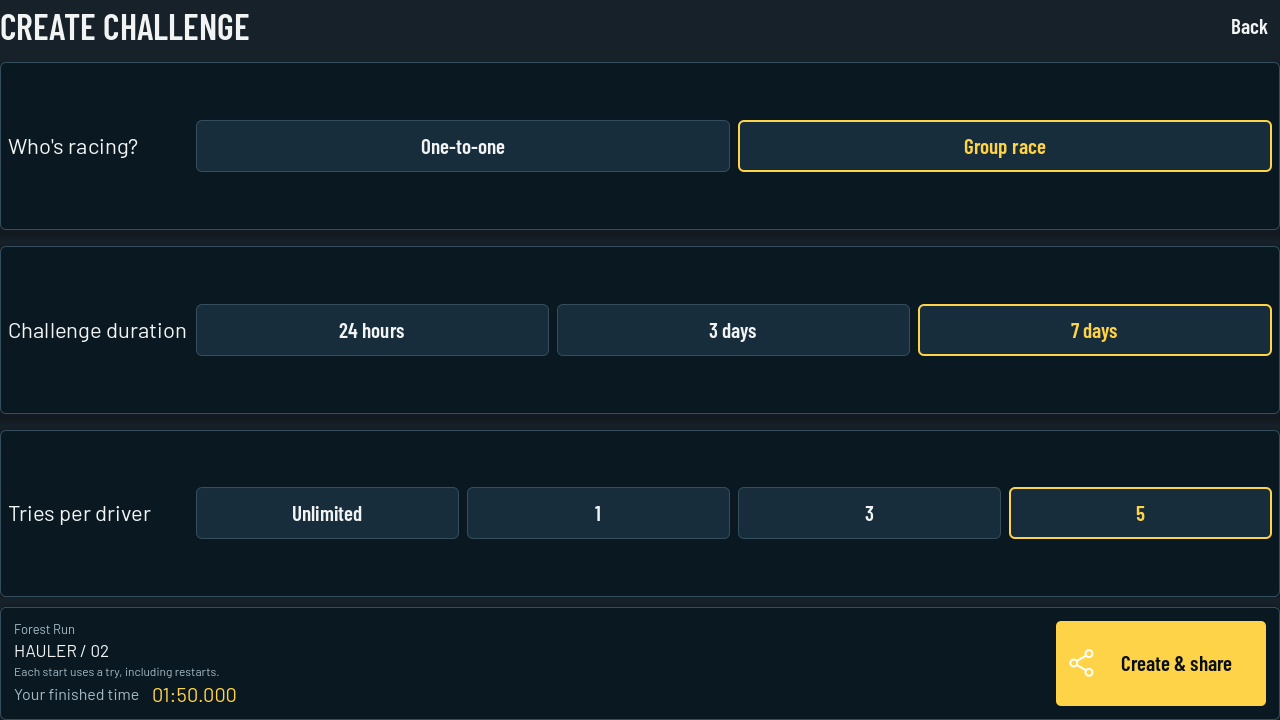 CREATE CHALLENGE
Back
Who's racing?
One-to-one
Group race
Challenge duration
24 hours
3 days
7 days
Tries per driver
Unlimited
1
3
5
Forest Run
HAULER / 02
Each start uses a try, including restarts.
Your finished time 01:50.000
Create & share